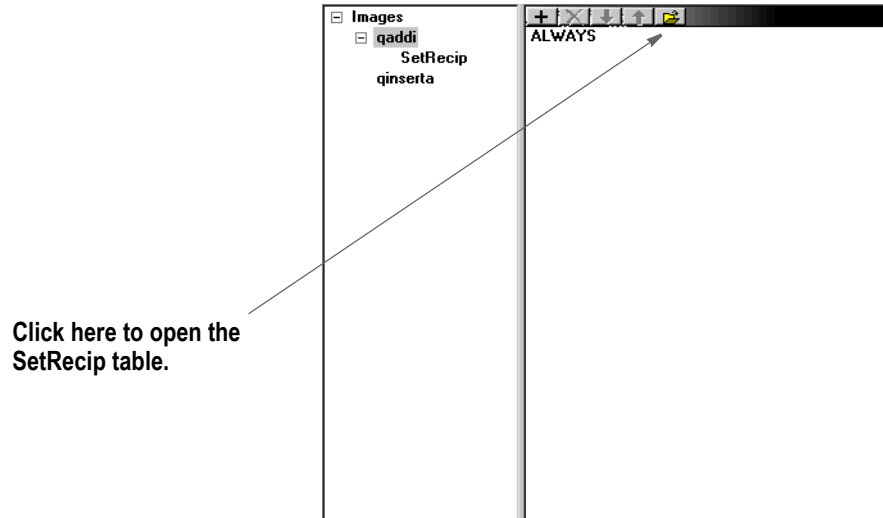 Images
qaddi
SetRecip
qinserta
ALWAYS
Click here to open the
SetRecip table.